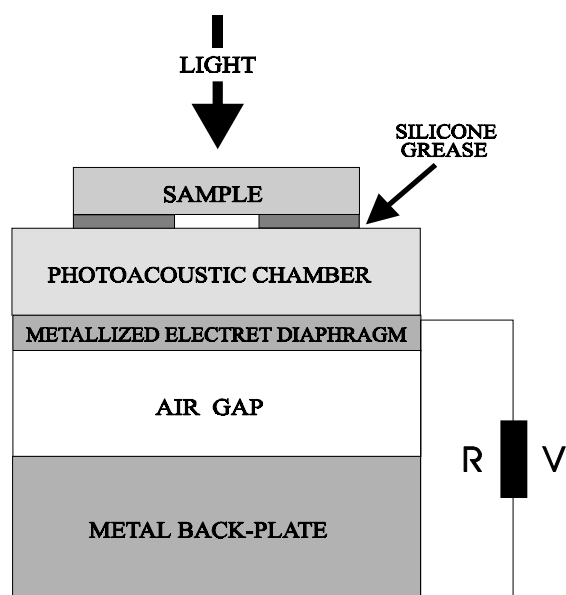 LIGHT
SILICONE
GREASE
SAMPLE
PHOTOACOUSTIC CHAMBER
METALLIZED ELECTRET DIAPHRAGM
AIR GAP
R V
METAL BACK-PLATE